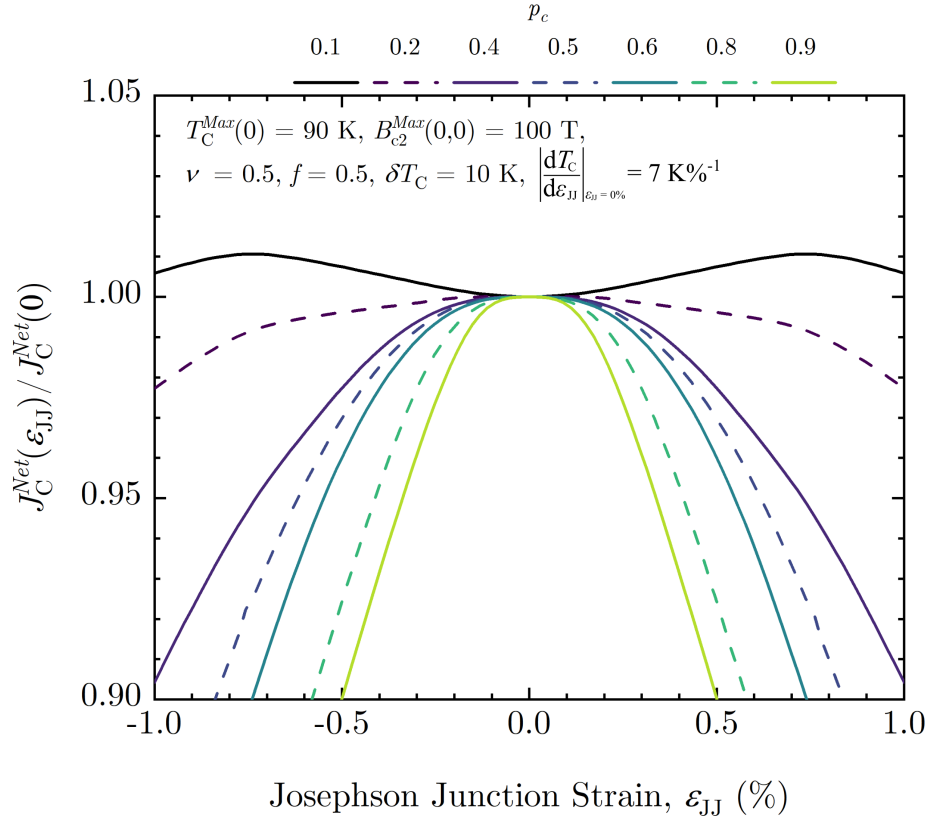 p_c
0.1 0.2 0.4 0.5 0.6 0.8 0.9
1.05
T_C^Max(0) = 90 K, B_c2^Max(0,0) = 100 T,
ν = 0.5, f = 0.5, δT_C = 10 K, |dT_C/dε_JJ|_ε_JJ=0% = 7 K%^-1
1.00
0.95
0.90
J_C^Net(ε_JJ)/J_C^Net(0)
-1.0 -0.5 0.0 0.5 1.0
Josephson Junction Strain, ε_JJ (%)